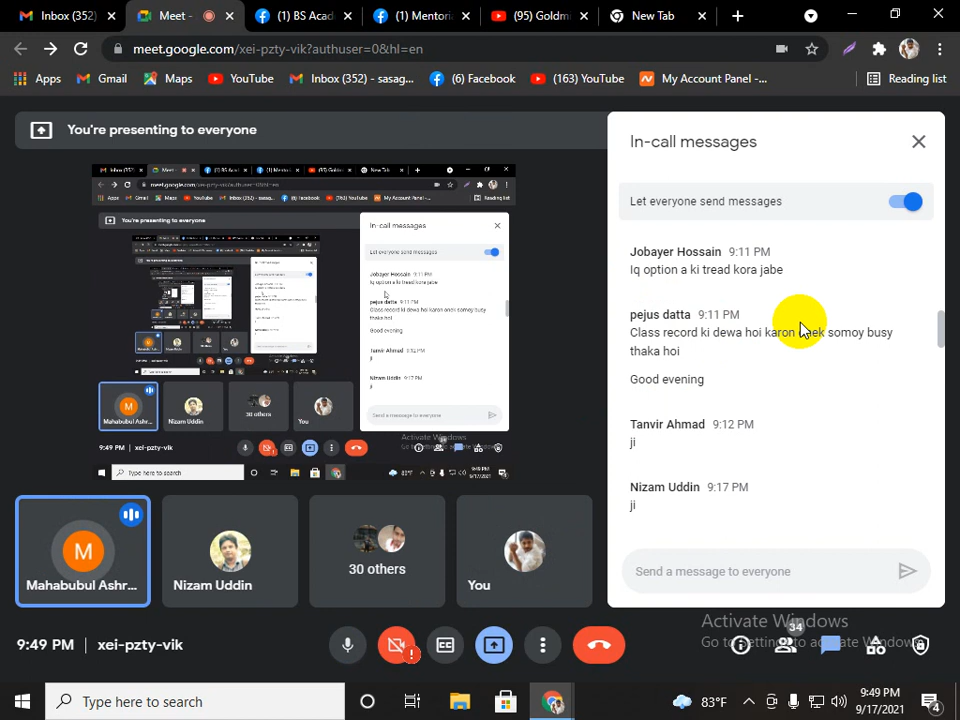 Inbox (352)
Meet -
(1) BS Acad
(1) Mentori
(95) Goldm
New Tab
meet.google.com/xei-pzty-vik?authuser=0&hl=en
Apps
Gmail
Maps
YouTube
Inbox (352) - sasag...
(6) Facebook
(163) YouTube
My Account Panel -...
Reading list
You're presenting to everyone
In-call messages
Let everyone send messages
Jobayer Hossain 9:11 PM
Iq option a ki tread kora jabe
pejus datta 9:11 PM
Class record ki dewa hoi karon onek somoy busy
thaka hoi
Good evening
Tanvir Ahmad 9:12 PM
ji
Nizam Uddin 9:17 PM
ji
Send a message to everyone
M
Mahabubul Ashr...
Nizam Uddin
30 others
You
Activate Windows
Go to Settings to activate Windows.
34
9:49 PM | xei-pzty-vik
CC
Type here to search
83°F
9:49 PM
9/17/2021
4